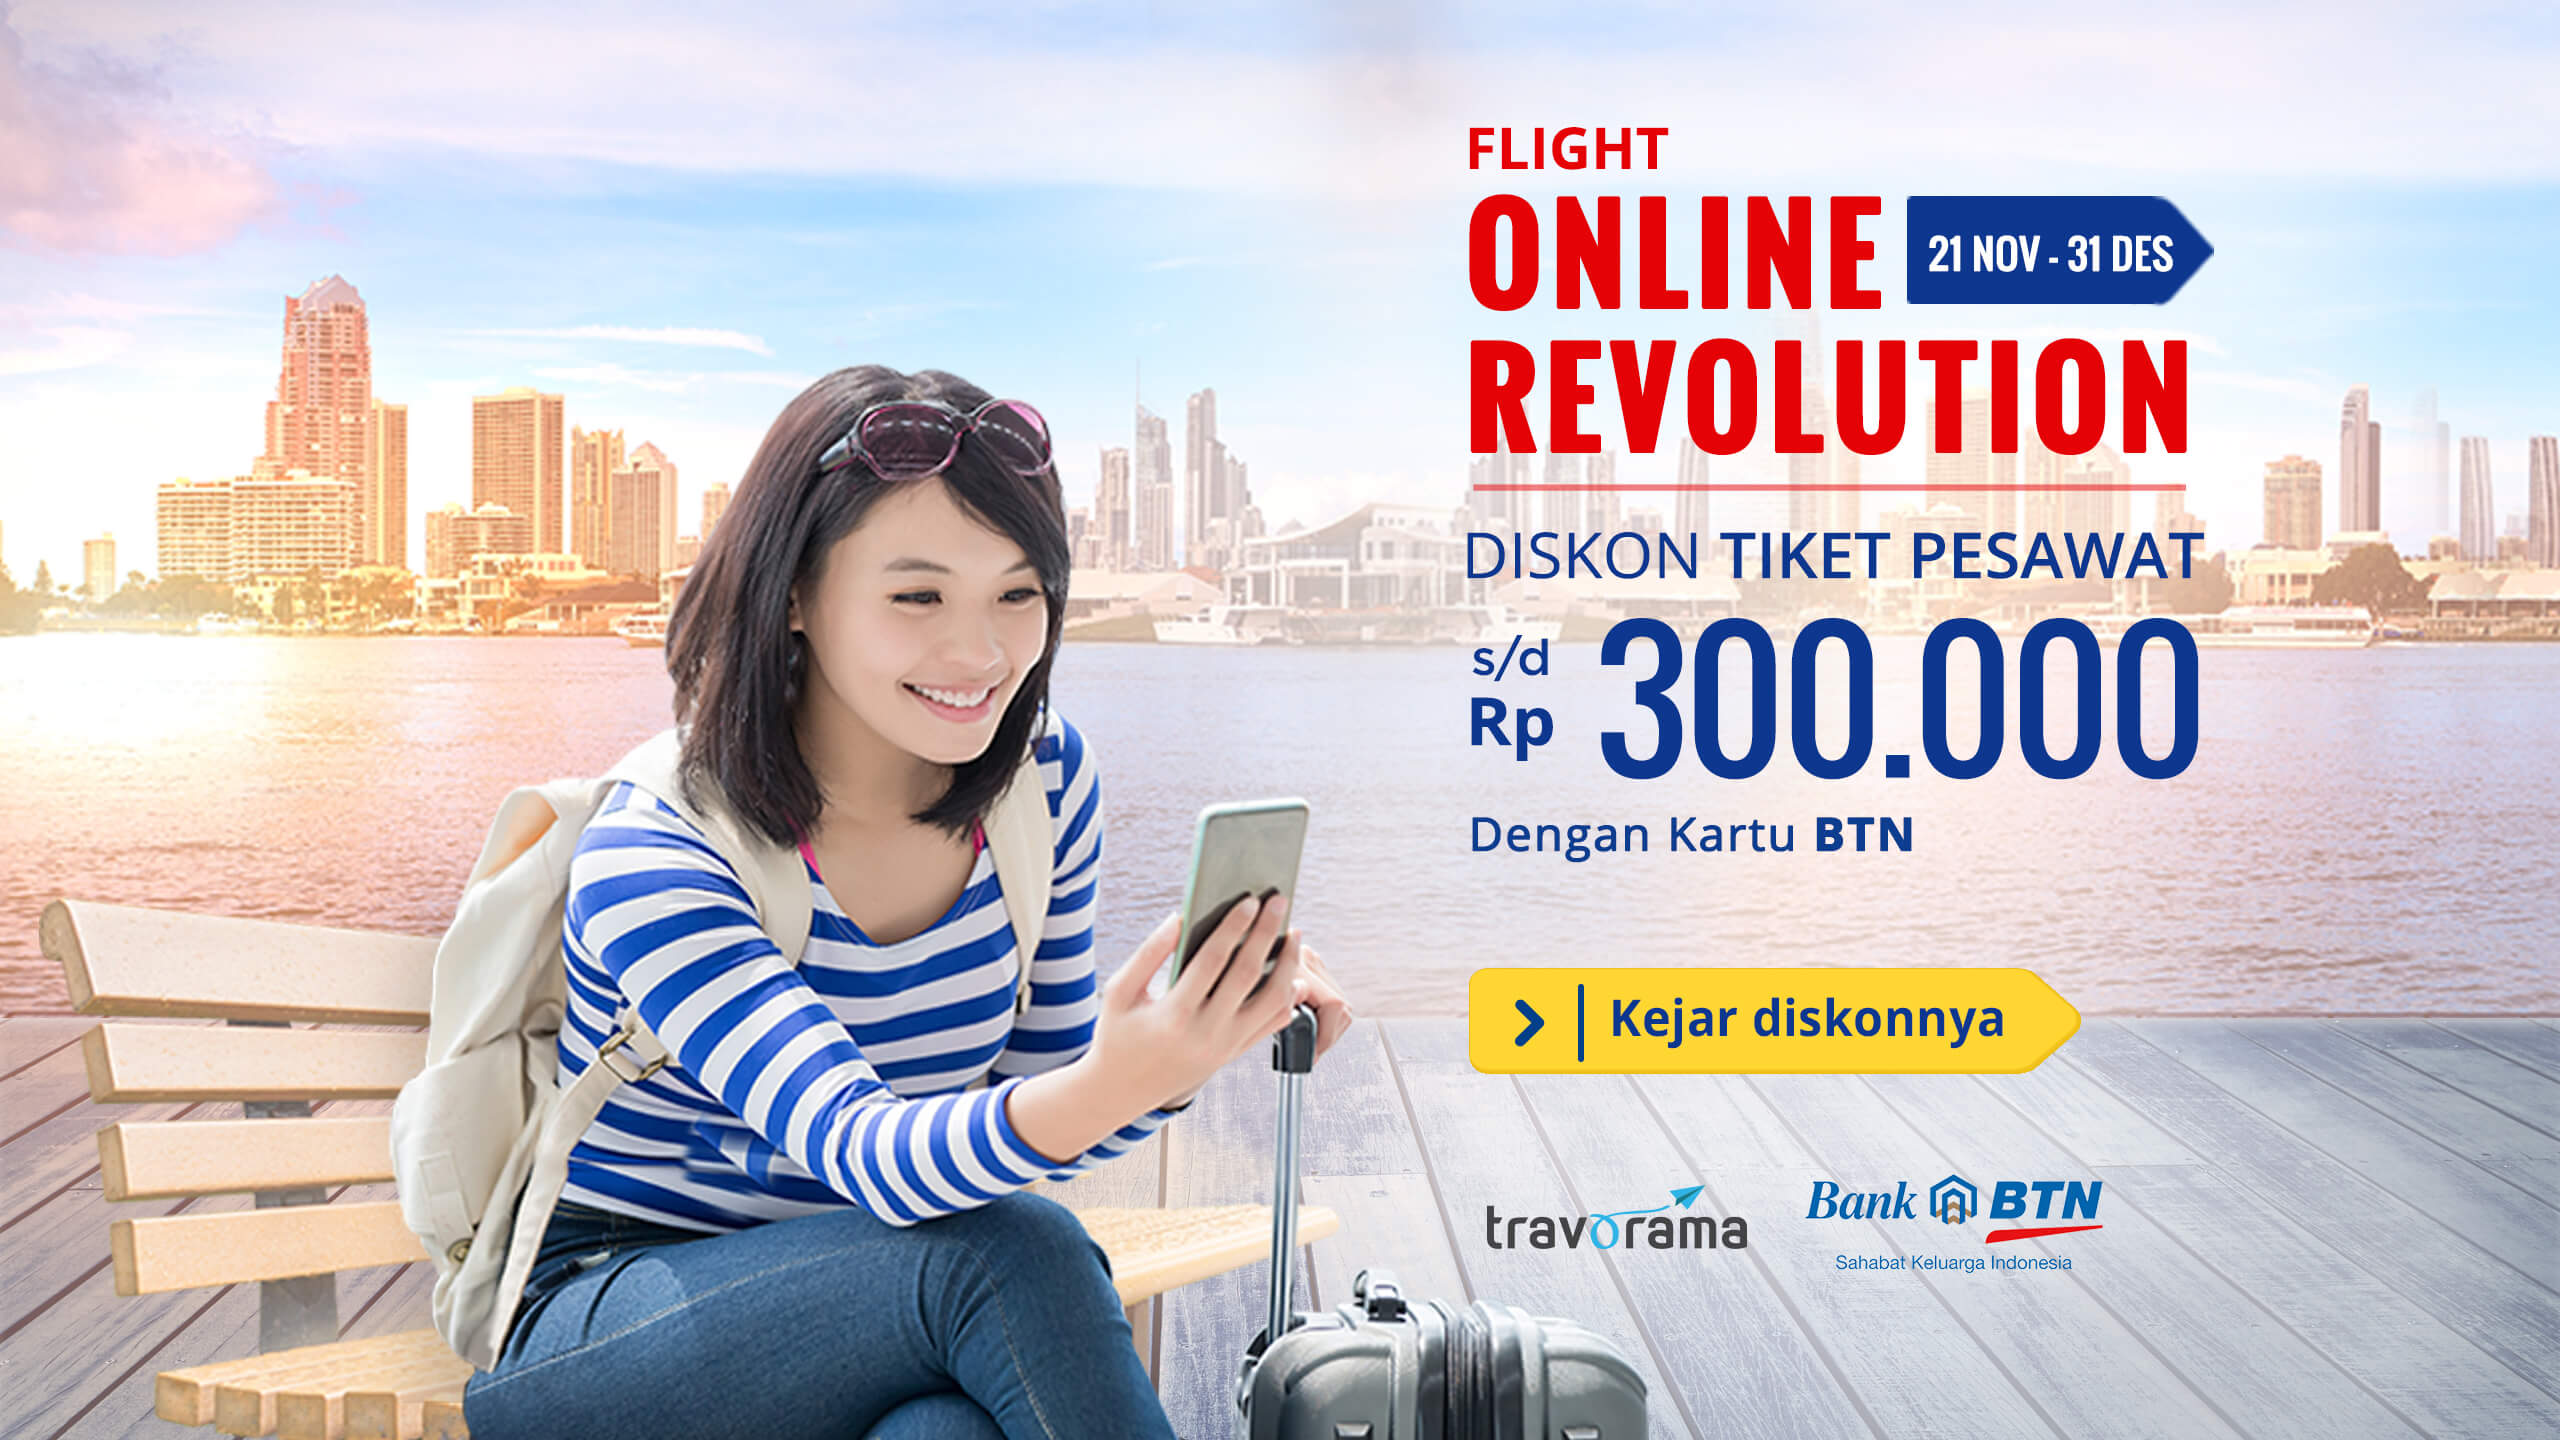 FLIGHT
ONLINE
21 NOV - 31 DES
REVOLUTION
DISKON TIKET PESAWAT
s/d
Rp 300.000
Dengan Kartu BTN
Kejar diskonnya
travorama
Bank BTN
Sahabat Keluarga Indonesia